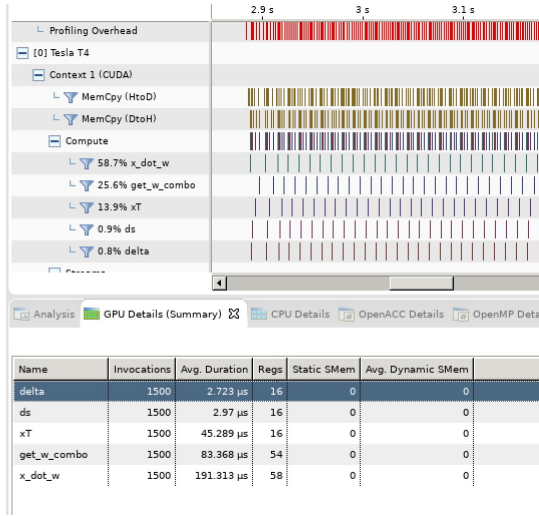 2.9 s 3 s 3.1 s
Profiling Overhead
[0] Tesla T4
Context 1 (CUDA)
MemCpy (HtoD)
MemCpy (DtoH)
Compute
58.7% x_dot_w
25.6% get_w_combo
13.9% xT
0.9% ds
0.8% delta
Streams
Analysis GPU Details (Summary) CPU Details OpenACC Details OpenMP Deta
Name Invocations Avg. Duration Regs Static SMem Avg. Dynamic SMem
delta 1500 2.723 µs 16 0 0
ds 1500 2.97 µs 16 0 0
xT 1500 45.289 µs 16 0 0
get_w_combo 1500 83.368 µs 54 0 0
x_dot_w 1500 191.313 µs 58 0 0